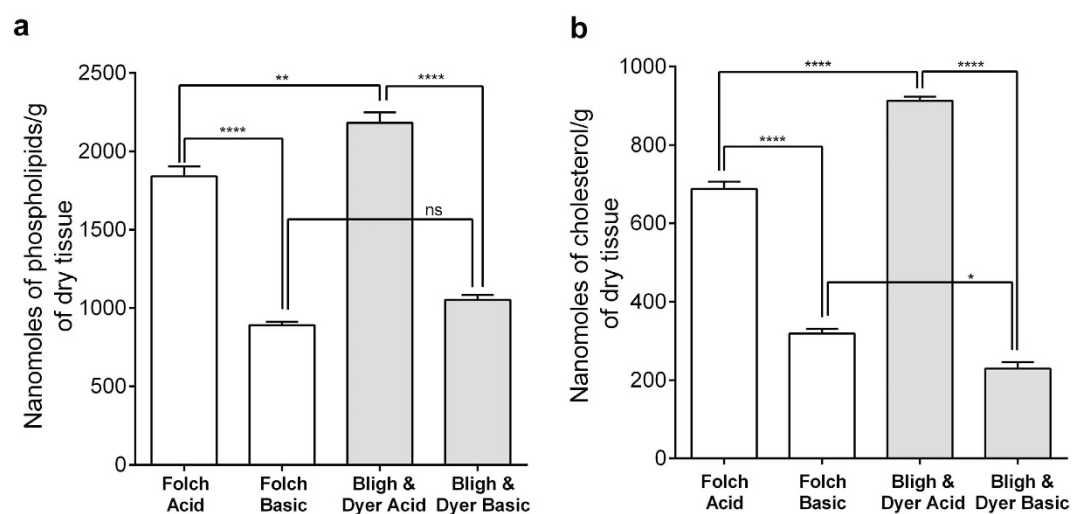 a
Nanomoles of phospholipids/g
of dry tissue
2500
2000
1500
1000
500
0
**
****
****
ns
Folch
Acid
Folch
Basic
Bligh &
Dyer Acid
Bligh &
Dyer Basic
b
Nanomoles of cholesterol/g
of dry tissue
1000
800
600
400
200
0
****
****
****
*
Folch
Acid
Folch
Basic
Bligh &
Dyer Acid
Bligh &
Dyer Basic